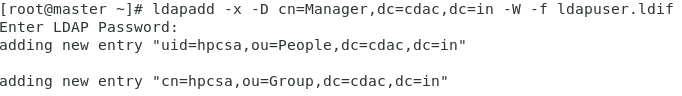 [root@master ~]# ldapadd -x -D cn=Manager,dc=cdac,dc=in -W -f ldapuser.ldif
Enter LDAP Password:
adding new entry "uid=hpcsa,ou=People,dc=cdac,dc=in"
adding new entry "cn=hpcsa,ou=Group,dc=cdac,dc=in"